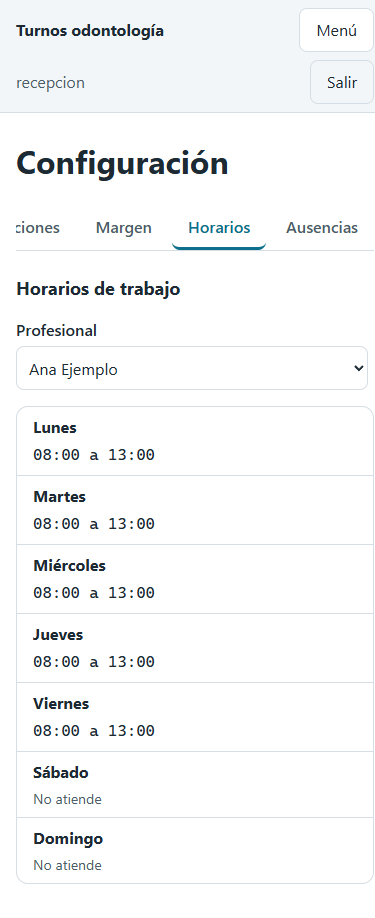 Turnos odontología
Menú
recepcion
Salir
Configuración
ciones Margen Horarios Ausencias
Horarios de trabajo
Profesional
Ana Ejemplo
Lunes
08:00 a 13:00
Martes
08:00 a 13:00
Miércoles
08:00 a 13:00
Jueves
08:00 a 13:00
Viernes
08:00 a 13:00
Sábado
No atiende
Domingo
No atiende